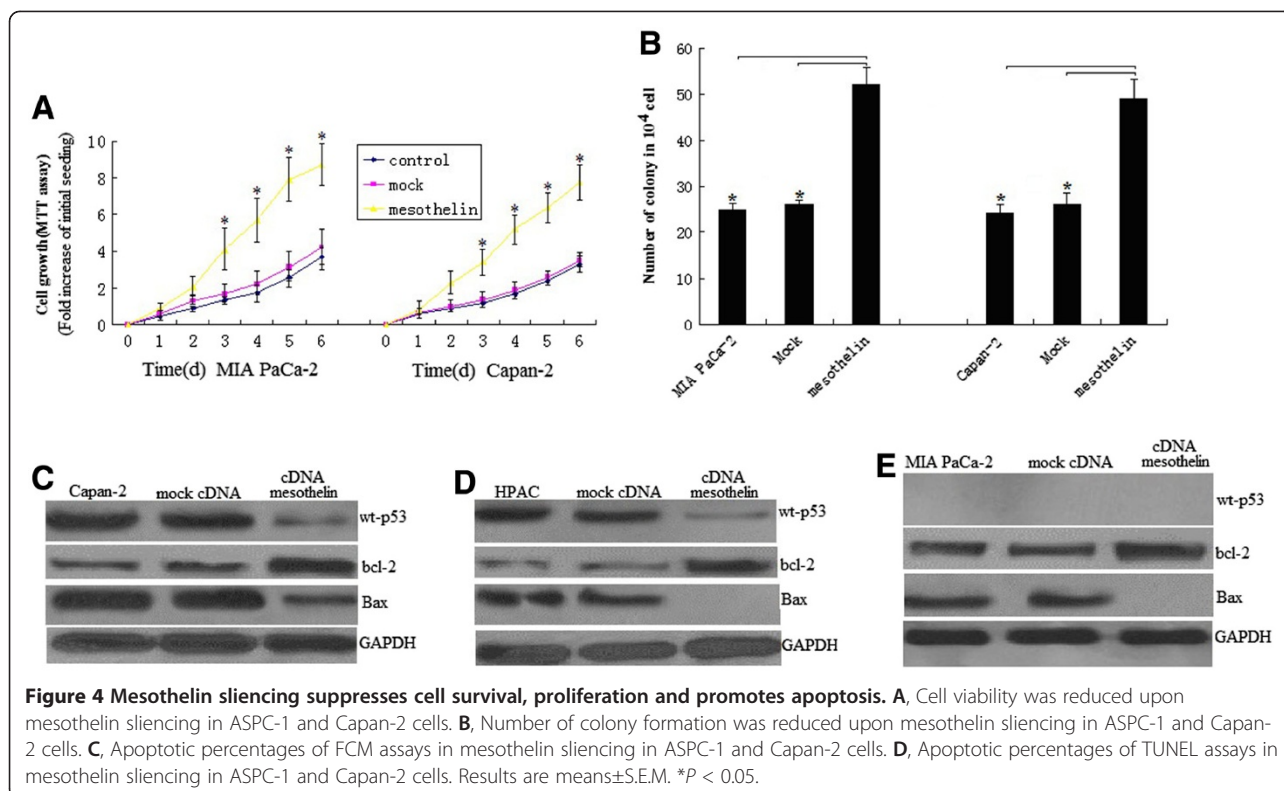 A
Cell growth(MTT assay)
(Fold increase of initial seeding)
10
8
6
4
2
0
* * * *
* * * *
control
mock
mesothelin
0 1 2 3 4 5 6
0 1 2 3 4 5 6
Time(d) MIA PaCa-2
Time(d) Capan-2
B
Number of colony in 10⁴ cell
60
50
40
30
20
10
0
* * * *
MIA PaCa-2
Mock
mesothelin
Capan-2
Mock
mesothelin
C
Capan-2 mock cDNA cDNA mesothelin
wt-p53
bcl-2
Bax
GAPDH
D
HPAC mock cDNA cDNA mesothelin
wt-p53
bcl-2
Bax
GAPDH
E
MIA PaCa-2 mock cDNA cDNA mesothelin
wt-p53
bcl-2
Bax
GAPDH
Figure 4 Mesothelin sliencing suppresses cell survival, proliferation and promotes apoptosis. A, Cell viability was reduced upon
mesothelin sliencing in ASPC-1 and Capan-2 cells. B, Number of colony formation was reduced upon mesothelin sliencing in ASPC-1 and Capan-
2 cells. C, Apoptotic percentages of FCM assays in mesothelin sliencing in ASPC-1 and Capan-2 cells. D, Apoptotic percentages of TUNEL assays in
mesothelin sliencing in ASPC-1 and Capan-2 cells. Results are means±S.E.M. *P < 0.05.